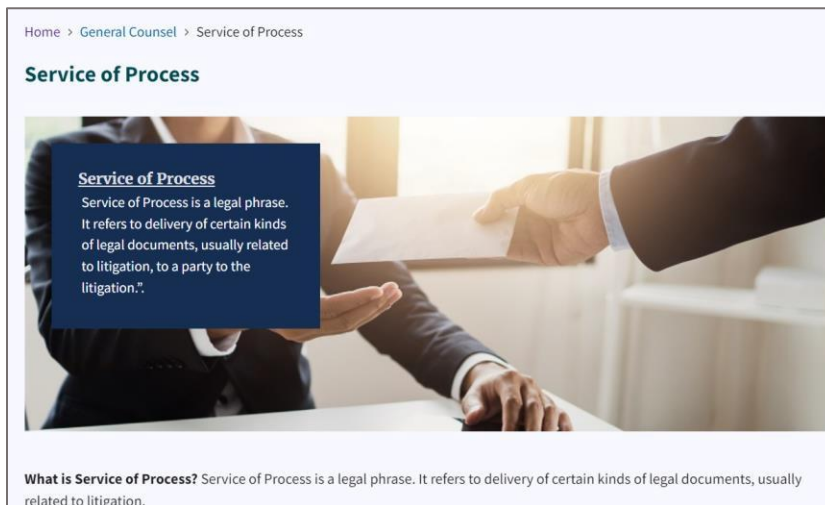 Home > General Counsel > Service of Process
Service of Process
Service of Process
Service of Process is a legal phrase.
It refers to delivery of certain kinds
of legal documents, usually related
to litigation, to a party to the
litigation.”.
What is Service of Process? Service of Process is a legal phrase. It refers to delivery of certain kinds of legal documents, usually
related to litigation.